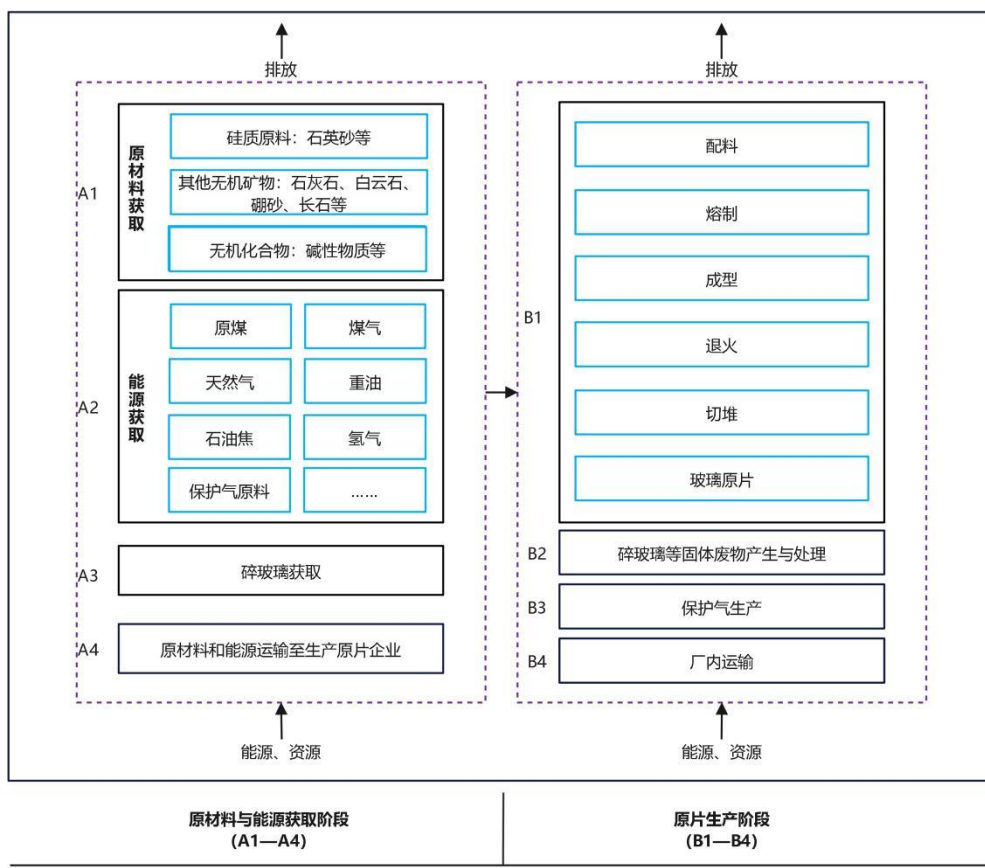 排放
A1
原材料获取
硅质原料：石英砂等
其他无机矿物：石灰石、白云石、
硼砂、长石等
无机化合物：碱性物质等
A2
能源获取
原煤
煤气
天然气
重油
石油焦
氢气
保护气原料
……
A3
碎玻璃获取
A4
原材料和能源运输至生产原片企业
能源、资源
排放
B1
配料
熔制
成型
退火
切堆
玻璃原片
B2
碎玻璃等固体废物产生与处理
B3
保护气生产
B4
厂内运输
能源、资源
原材料与能源获取阶段
（A1—A4）
原片生产阶段
（B1—B4）